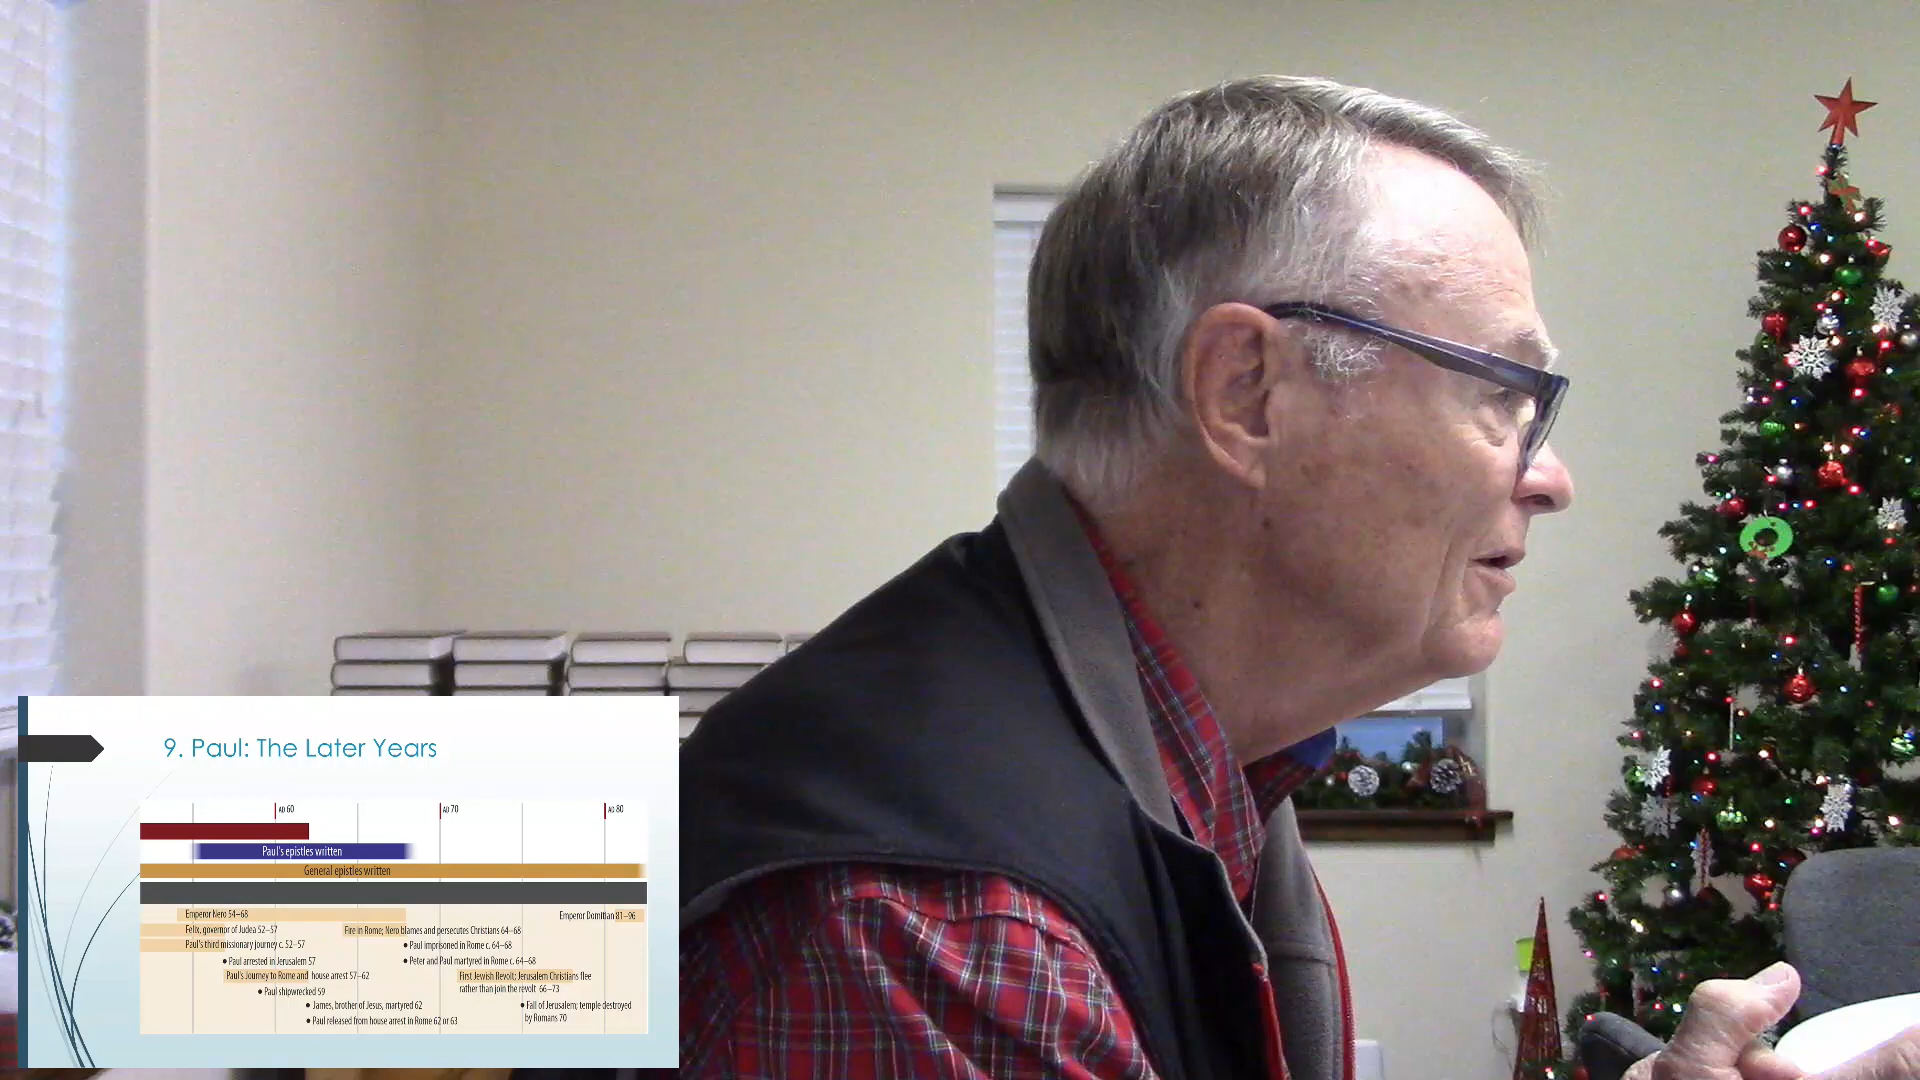 9. Paul: The Later Years
AD 60
AD 70
AD 80
Paul's epistles written
General epistles written
Emperor Nero 54–68
Emperor Domitian 81–96
Felix, governor of Judea 52–57
Fire in Rome; Nero blames and persecutes Christians 64–68
Paul's third missionary journey c. 52–57
• Paul imprisoned in Rome c. 64–68
• Paul arrested in Jerusalem 57
• Peter and Paul martyred in Rome c. 64–68
Paul's Journey to Rome and house arrest 57–62
First Jewish Revolt; Jerusalem Christians flee
rather than join the revolt 66–73
• Paul shipwrecked 59
• James, brother of Jesus, martyred 62
• Fall of Jerusalem; temple destroyed
by Romans 70
• Paul released from house arrest in Rome 62 or 63